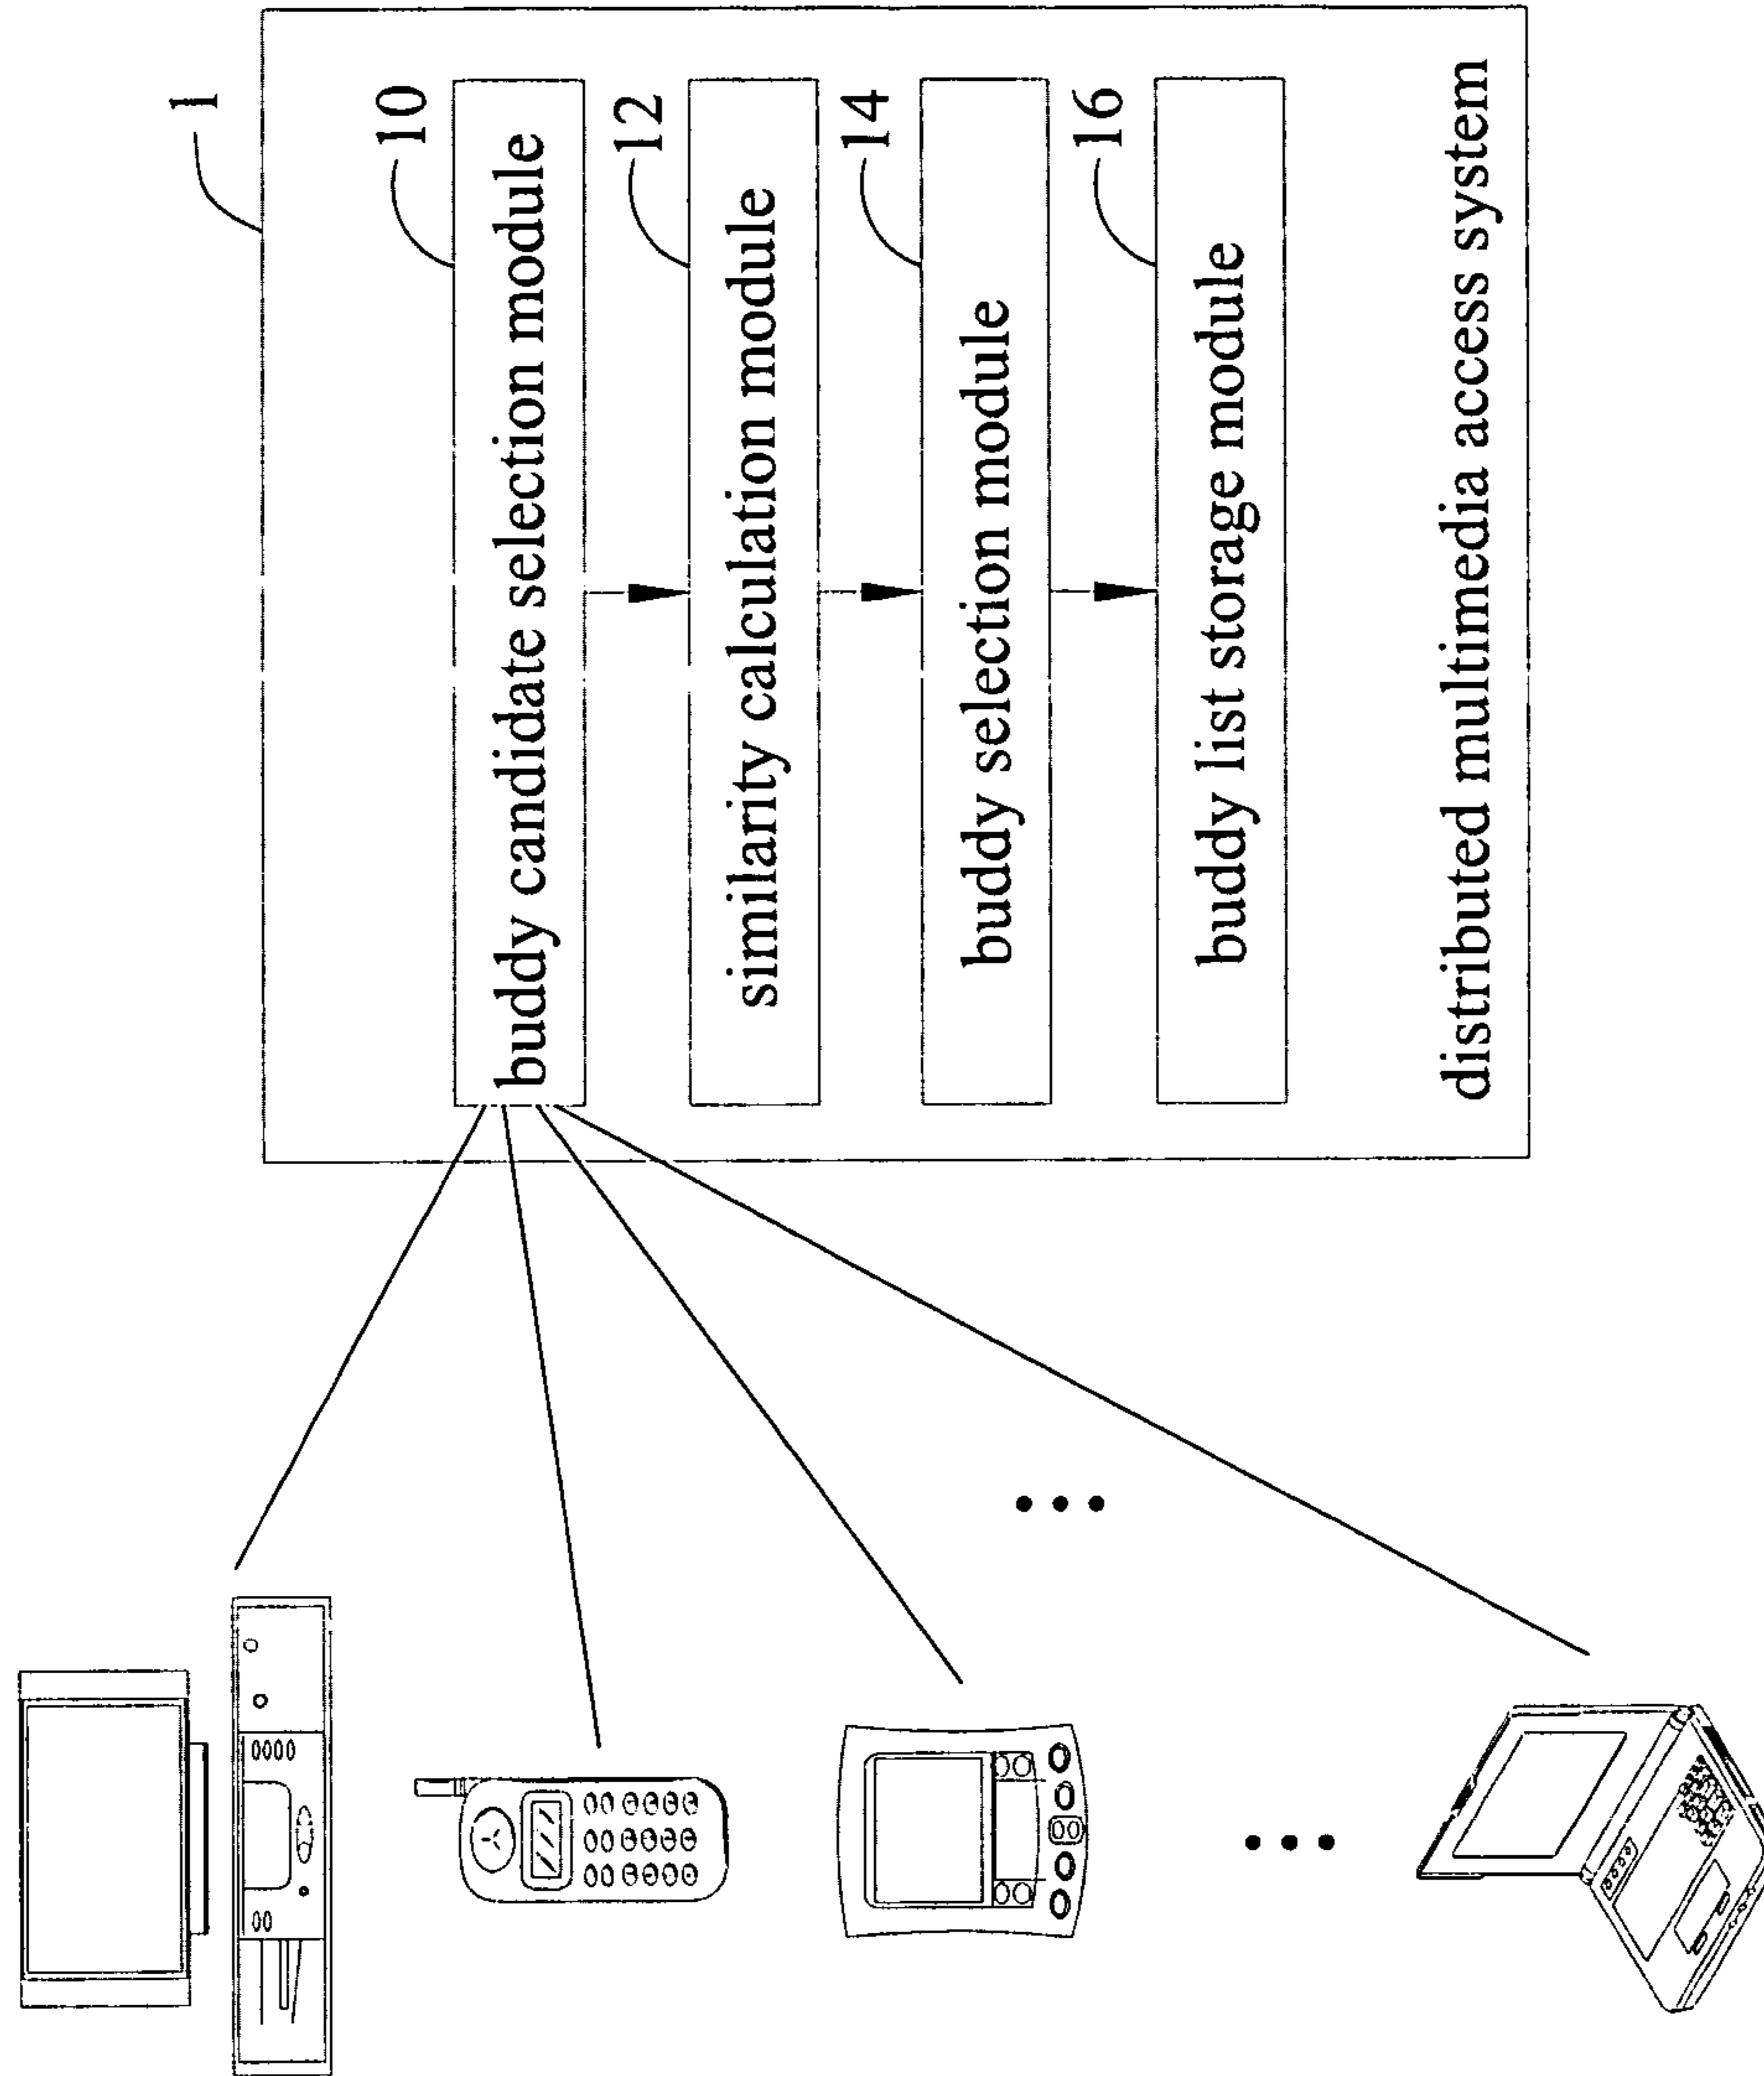 1
10
buddy candidate selection module
12
similarity calculation module
14
buddy selection module
16
buddy list storage module
distributed multimedia access system